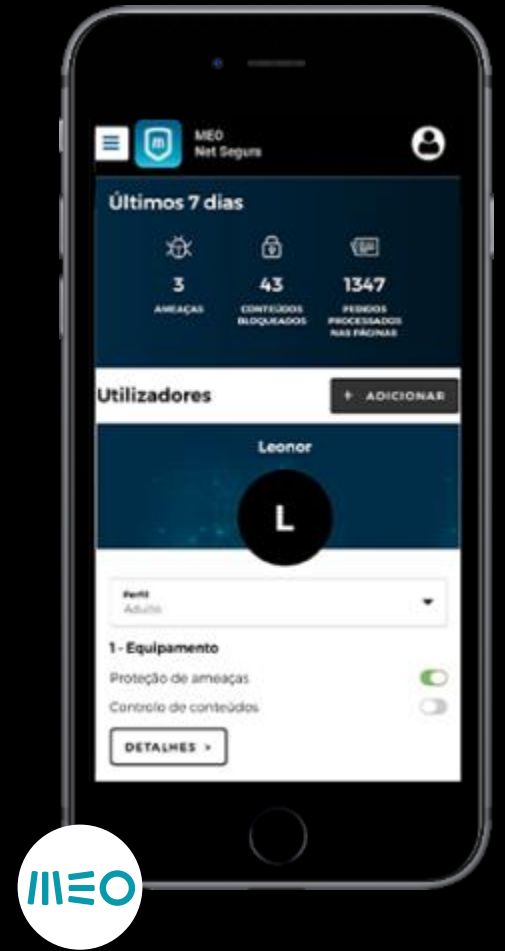 m
MEO
Net Segura
Últimos 7 dias
3
43
1347
AMEAÇAS
CONTEÚDOS
BLOQUEADOS
PEDIDOS
PROCESSADOS
NAS PÁGINAS
Utilizadores
+ ADICIONAR
Leonor
L
Perfil
Adulto
1 - Equipamento
Proteção de ameaças
Controlo de conteúdos
DETALHES >
MEO